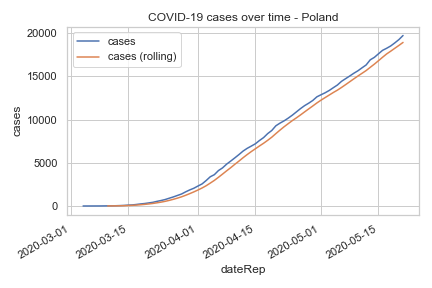 COVID-19 cases over time - Poland
cases
cases (rolling)
20000
15000
10000
5000
0
cases
2020-03-01
2020-03-15
2020-04-01
2020-04-15
2020-05-01
2020-05-15
dateRep